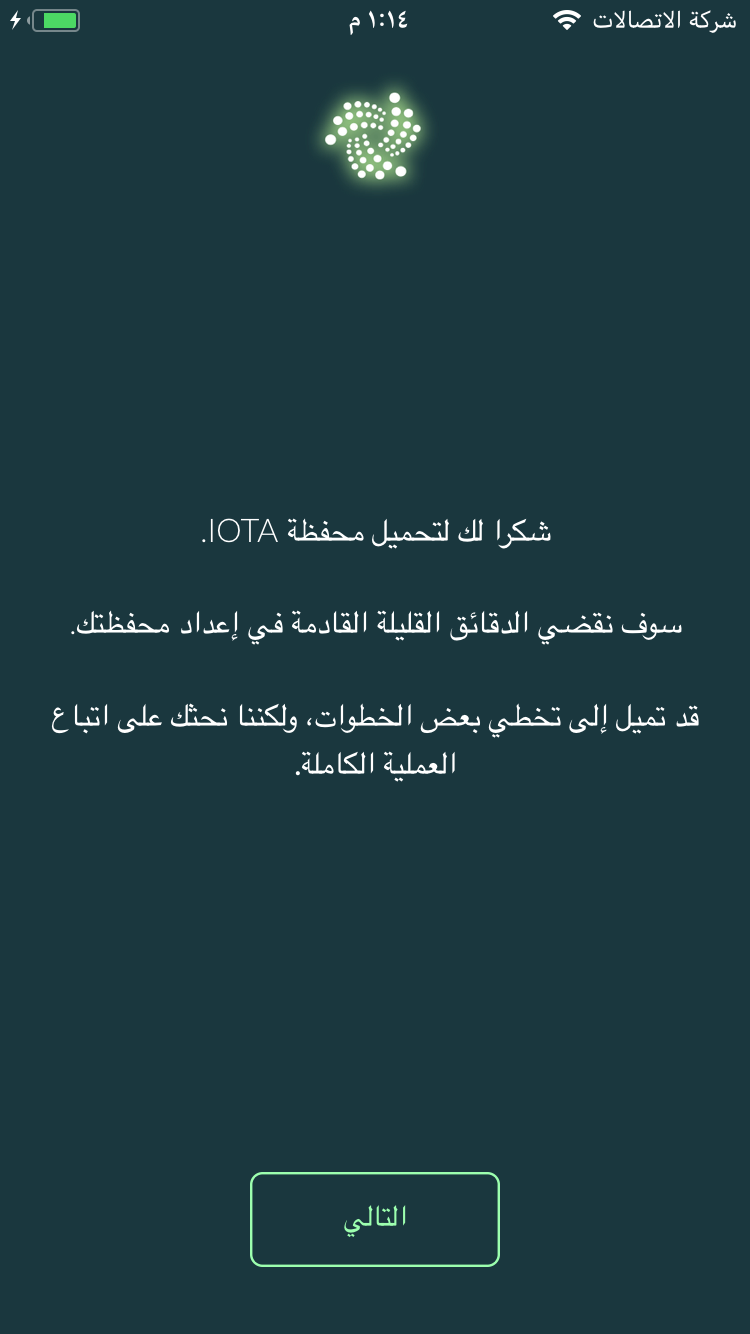 شركة الاتصالات
١:١٤ م
شكرا لك لتحميل محفظة IOTA.
سوف نقضي الدقائق القليلة القادمة في إعداد محفظتك.
قد تميل إلى تخطي بعض الخطوات، ولكننا نحثك على اتباع
العملية الكاملة.
التالي